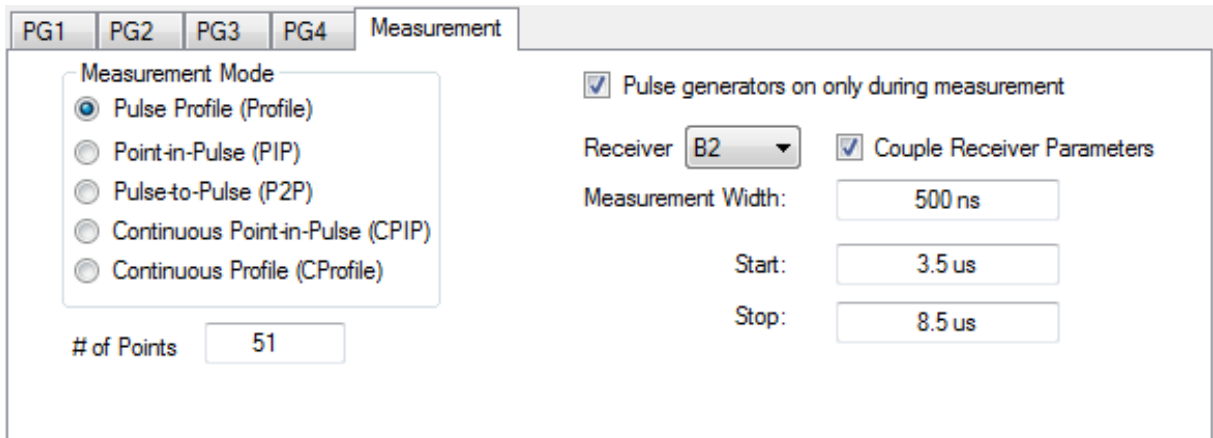 PG1 PG2 PG3 PG4 Measurement
Measurement Mode
Pulse Profile (Profile)
Point-in-Pulse (PIP)
Pulse-to-Pulse (P2P)
Continuous Point-in-Pulse (CPIP)
Continuous Profile (CProfile)
# of Points 51
Pulse generators on only during measurement
Receiver B2 Couple Receiver Parameters
Measurement Width: 500 ns
Start: 3.5 us
Stop: 8.5 us